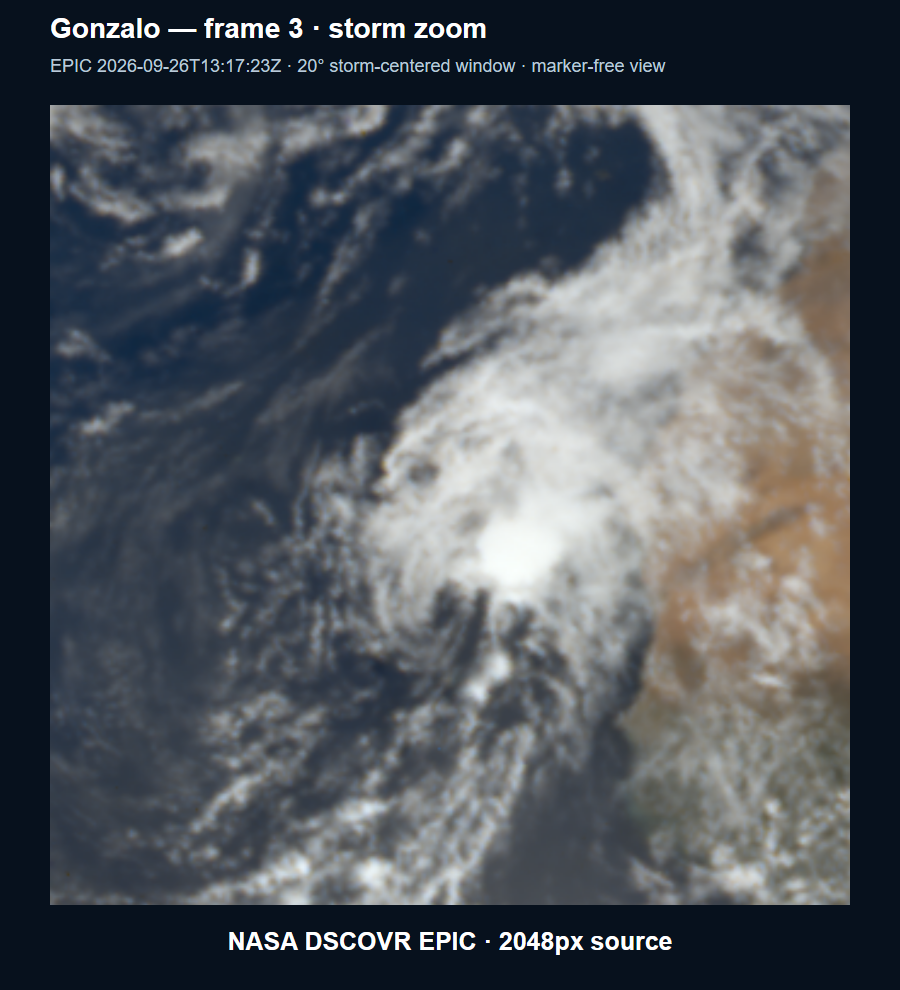 Gonzalo — frame 3 · storm zoom
EPIC 2026-09-26T13:17:23Z · 20° storm-centered window · marker-free view
NASA DSCOVR EPIC · 2048px source